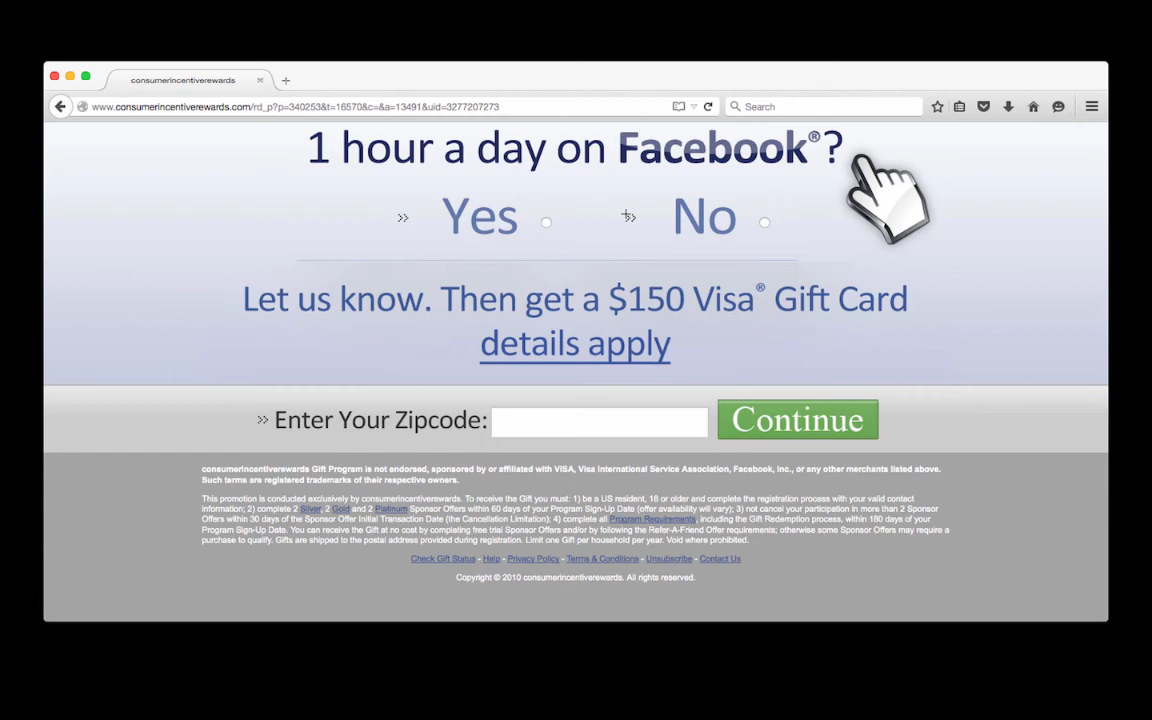 consumerincentiverewards
www.consumerincentiverewards.com/rd_p?p=340253&t=16570&c=&a=13491&uid=3277207273
Search
1 hour a day on Facebook®?
» Yes » No
Let us know. Then get a $150 Visa® Gift Card
details apply
» Enter Your Zipcode: Continue
consumerincentiverewards Gift Program is not endorsed, sponsored by or affiliated with VISA, Visa International Service Association, Facebook, Inc., or any other merchants listed above.
Such terms are registered trademarks of their respective owners.
This promotion is conducted exclusively by consumerincentiverewards. To receive the Gift you must: 1) be a US resident, 18 or older and complete the registration process with your valid contact
information; 2) complete 2 Silver, 2 Gold and 2 Platinum Sponsor Offers within 60 days of your Program Sign-Up Date (offer availability will vary); 3) not cancel your participation in more than 2 Sponsor
Offers within 30 days of the Sponsor Offer Initial Transaction Date (the Cancellation Limitation); 4) complete all Program Requirements, including the Gift Redemption process, within 180 days of your
Program Sign-Up Date. You can receive the Gift at no cost by completing free trial Sponsor Offers and/or by following the Refer-A-Friend Offer requirements; otherwise some Sponsor Offers may require a
purchase to qualify. Gifts are shipped to the postal address provided during registration. Limit one Gift per household per year. Void where prohibited.
Check Gift Status - Help - Privacy Policy - Terms & Conditions - Unsubscribe - Contact Us
Copyright © 2010 consumerincentiverewards. All rights reserved.